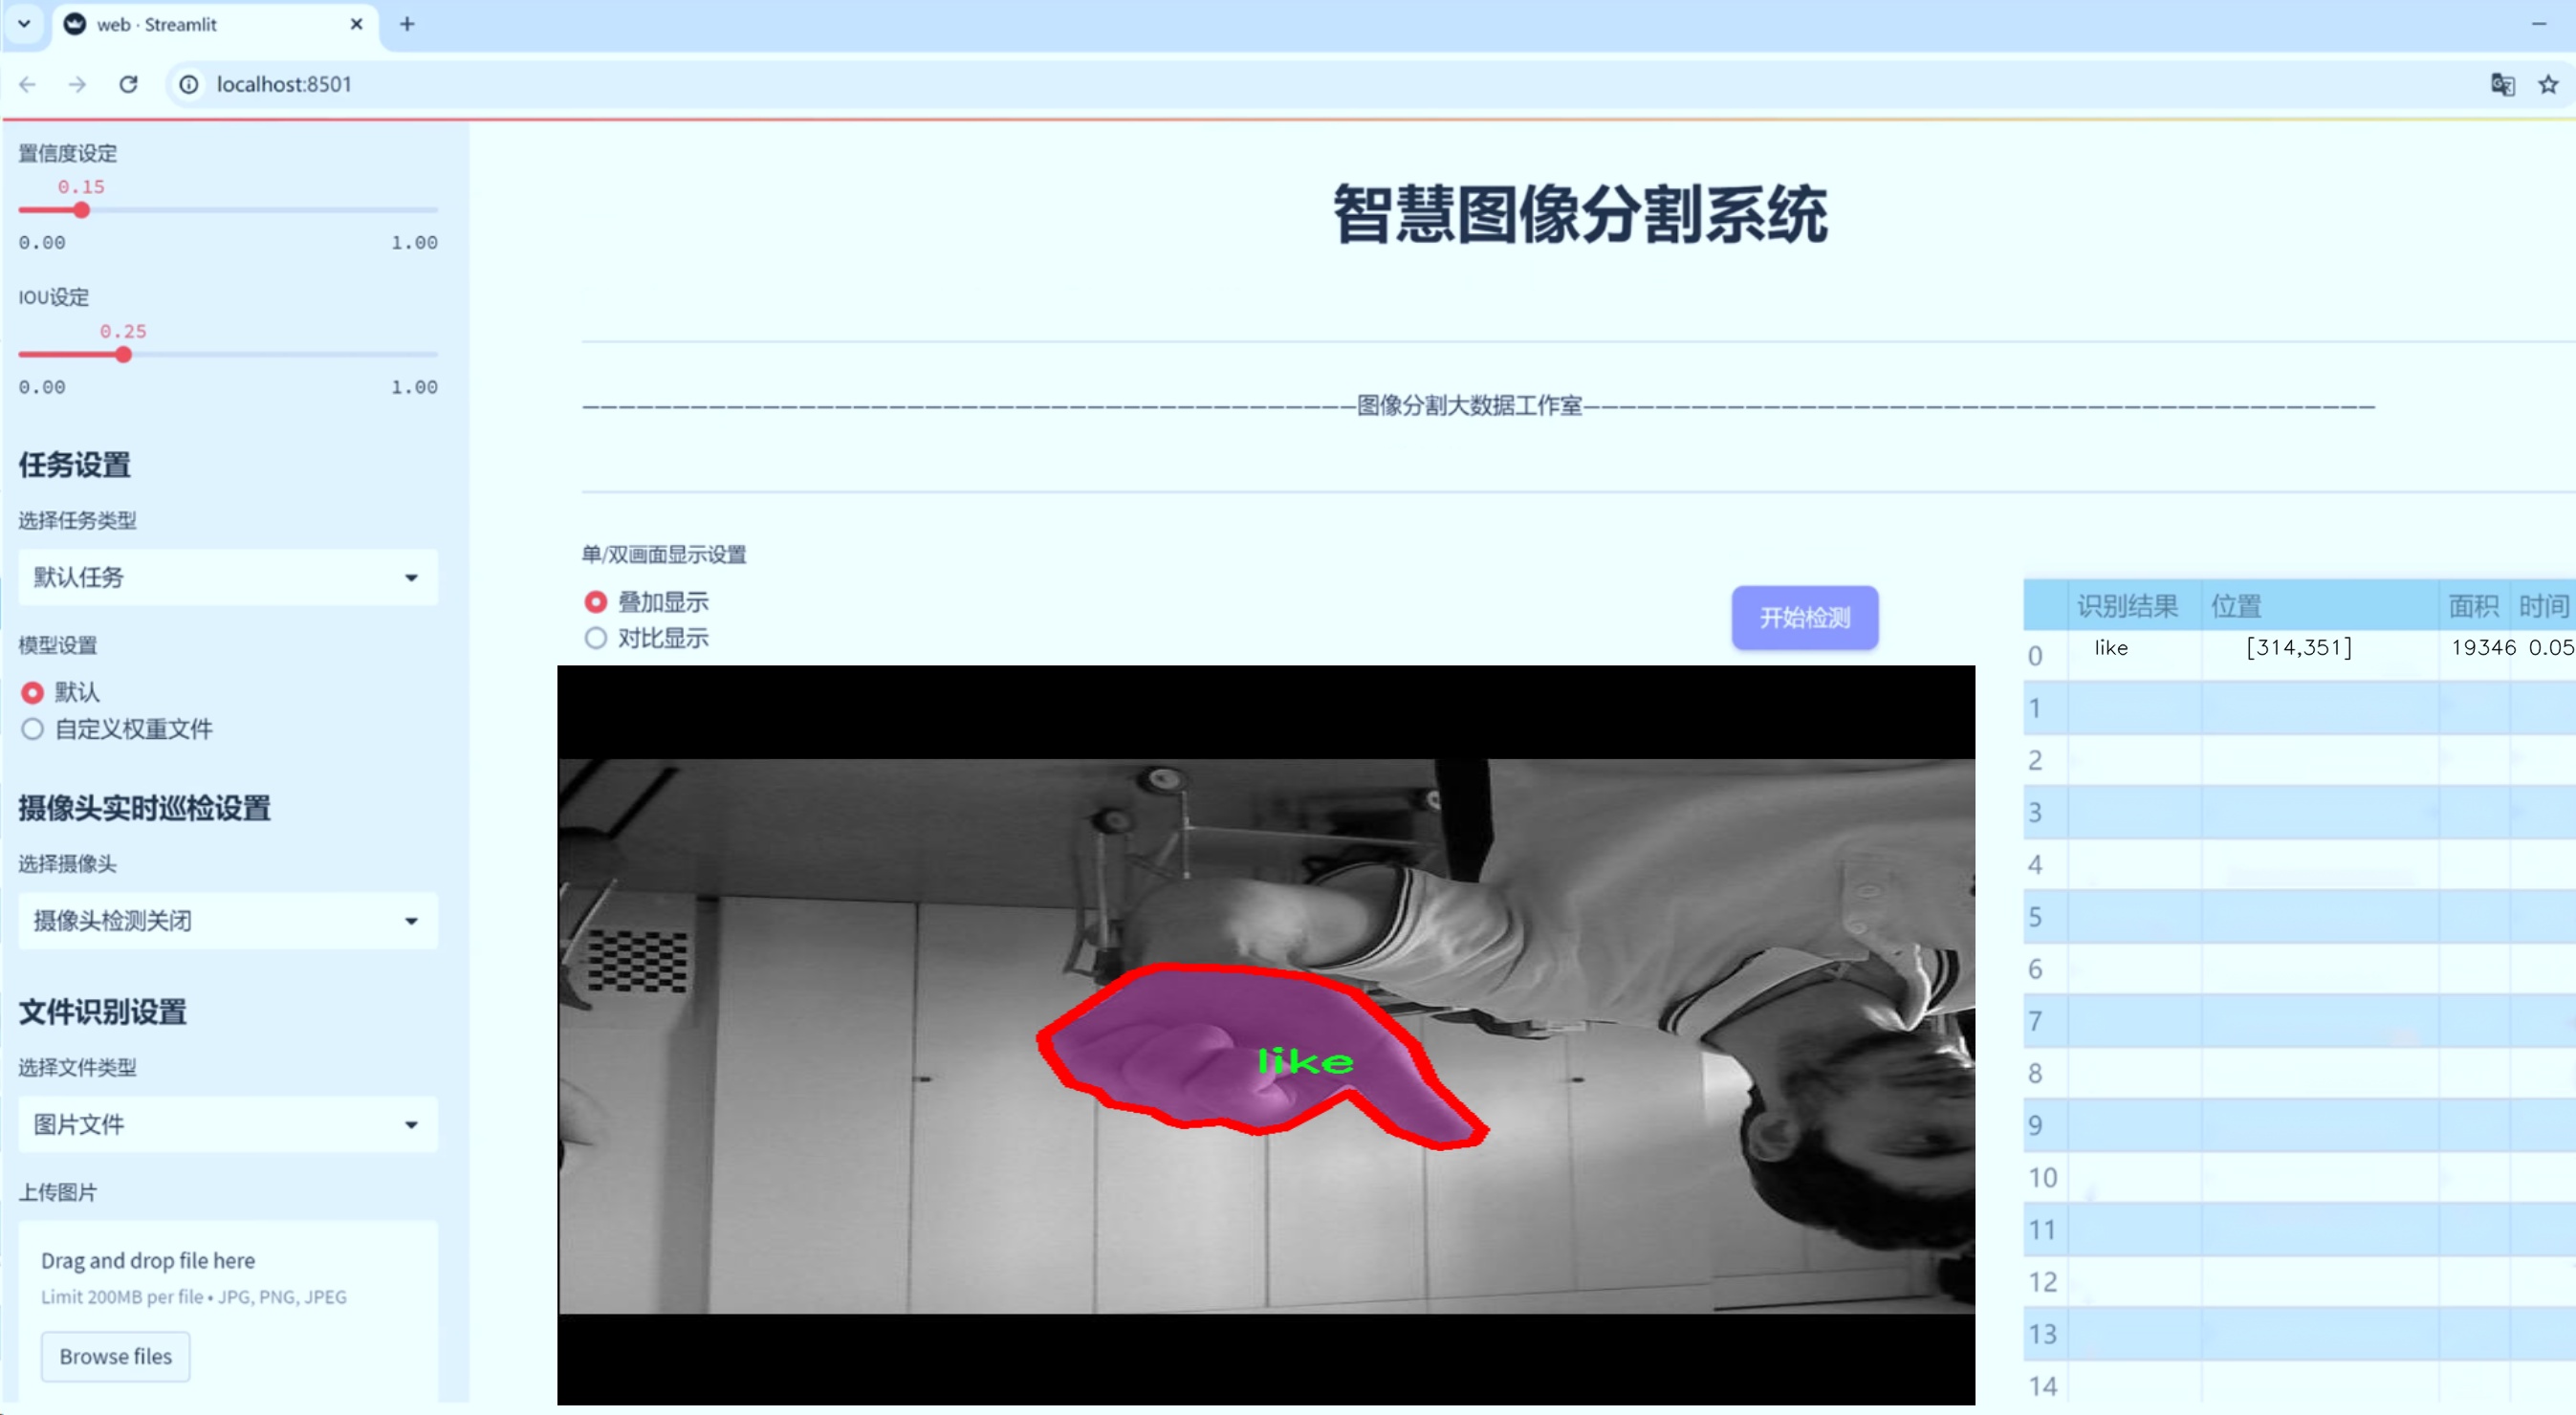 web · Streamlit
localhost:8501
置信度设定
0.15
0.00 1.00
IOU设定
0.25
0.00 1.00
任务设置
选择任务类型
默认任务
模型设置
默认
自定义权重文件
摄像头实时巡检设置
选择摄像头
摄像头检测关闭
文件识别设置
选择文件类型
图片文件
上传图片
Drag and drop file here
Limit 200MB per file • JPG, PNG, JPEG
Browse files
智慧图像分割系统
图像分割大数据工作室
单/双画面显示设置
叠加显示
对比显示
开始检测
like
识别结果 位置 面积 时间
0 like [314,351] 19346 0.05
1
2
3
4
5
6
7
8
9
10
11
12
13
14